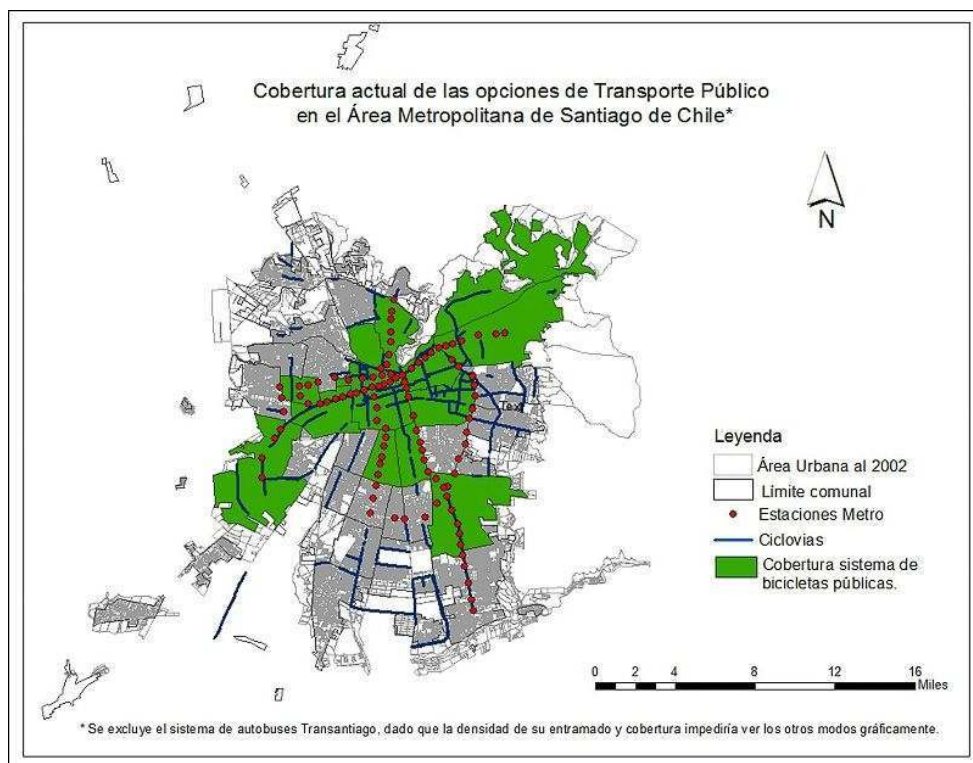 Cobertura actual de las opciones de Transporte Público
en el Área Metropolitana de Santiago de Chile*
N
Text
Leyenda
Área Urbana al 2002
Límite comunal
Estaciones Metro
Ciclovias
Cobertura sistema de
bicicletas públicas.
0 2 4 8 12 16
Miles
* Se excluye el sistema de autobuses Transantiago, dado que la densidad de su entramado y cobertura impediría ver los otros modos gráficamente.